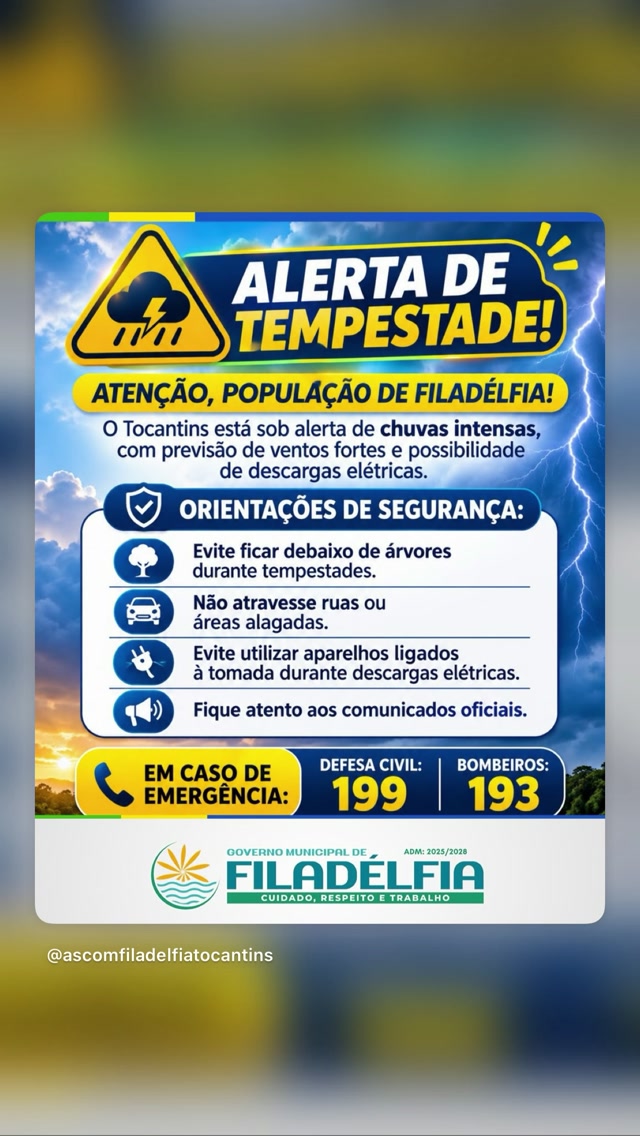 ALERTA DE
TEMPESTADE!
ATENÇÃO, POPULAÇÃO DE FILADÉLFIA!
O Tocantins está sob alerta de chuvas intensas,
com previsão de ventos fortes e possibilidade
de descargas elétricas.
ORIENTAÇÕES DE SEGURANÇA:
Evite ficar debaixo de árvores
durante tempestades.
Não atravesse ruas ou
áreas alagadas.
Evite utilizar aparelhos ligados
à tomada durante descargas elétricas.
Fique atento aos comunicados oficiais.
EM CASO DE
EMERGÊNCIA:
DEFESA CIVIL:
199
BOMBEIROS:
193
GOVERNO MUNICIPAL DE
ADM: 2025/2028
FILADÉLFIA
CUIDADO, RESPEITO E TRABALHO
@ascomfiladelfiatocantins